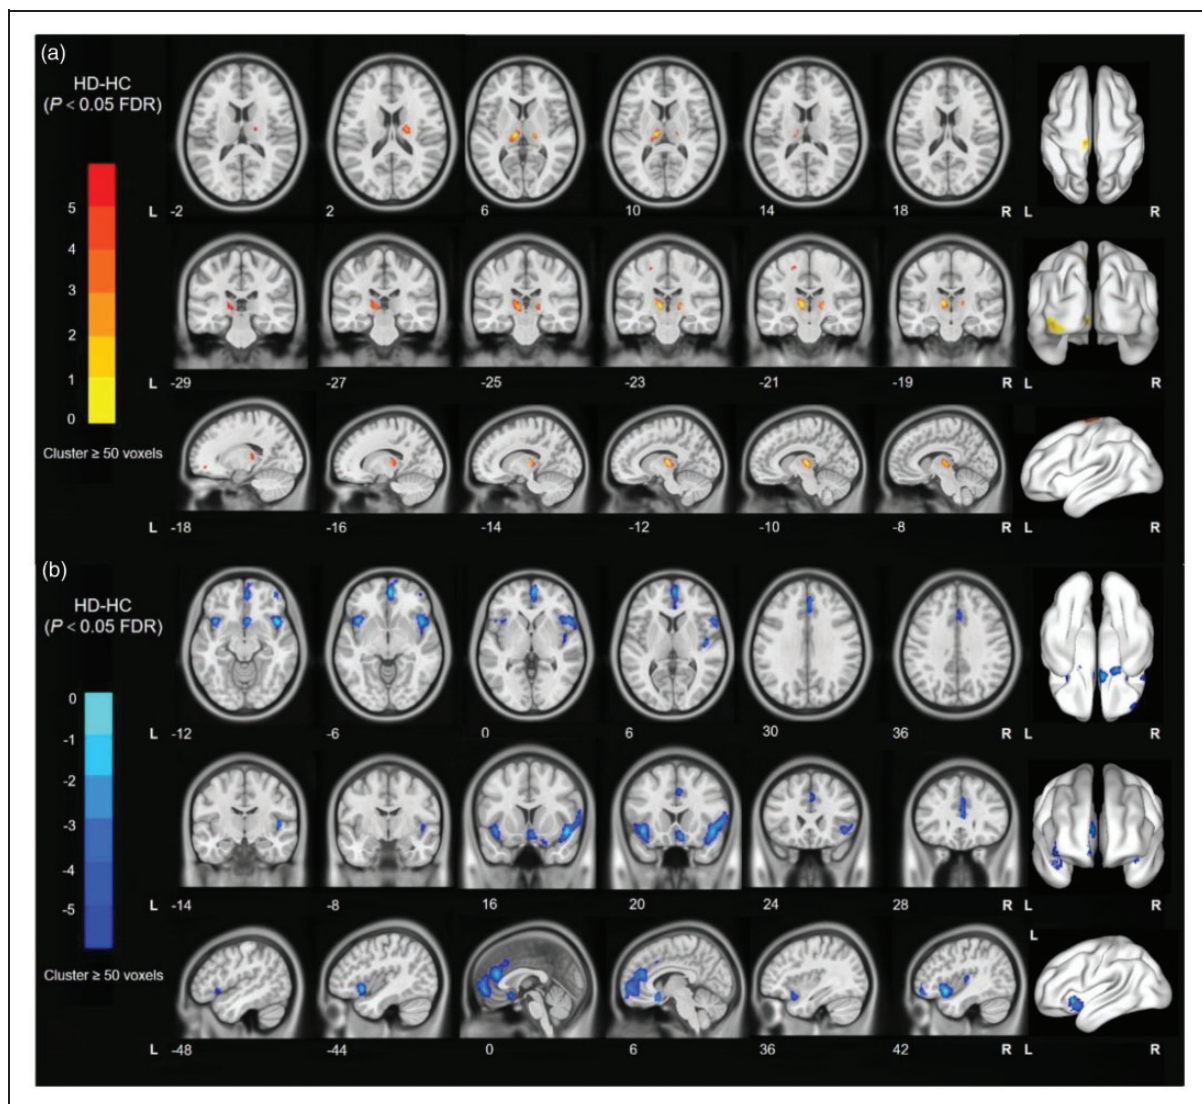 (a)
HD-HC
(P < 0.05 FDR)
5
4
3
2
1
0
Cluster ≥ 50 voxels
L -2 2 6 10 14 18 R L R
L -29 -27 -25 -23 -21 -19 R L R
L -18 -16 -14 -12 -10 -8 R L R
(b)
HD-HC
(P < 0.05 FDR)
0
-1
-2
-3
-4
-5
Cluster ≥ 50 voxels
L -12 -6 0 6 30 36 R L R
L -14 -8 16 20 24 28 R L R
L
L -48 -44 0 6 36 42 R L R